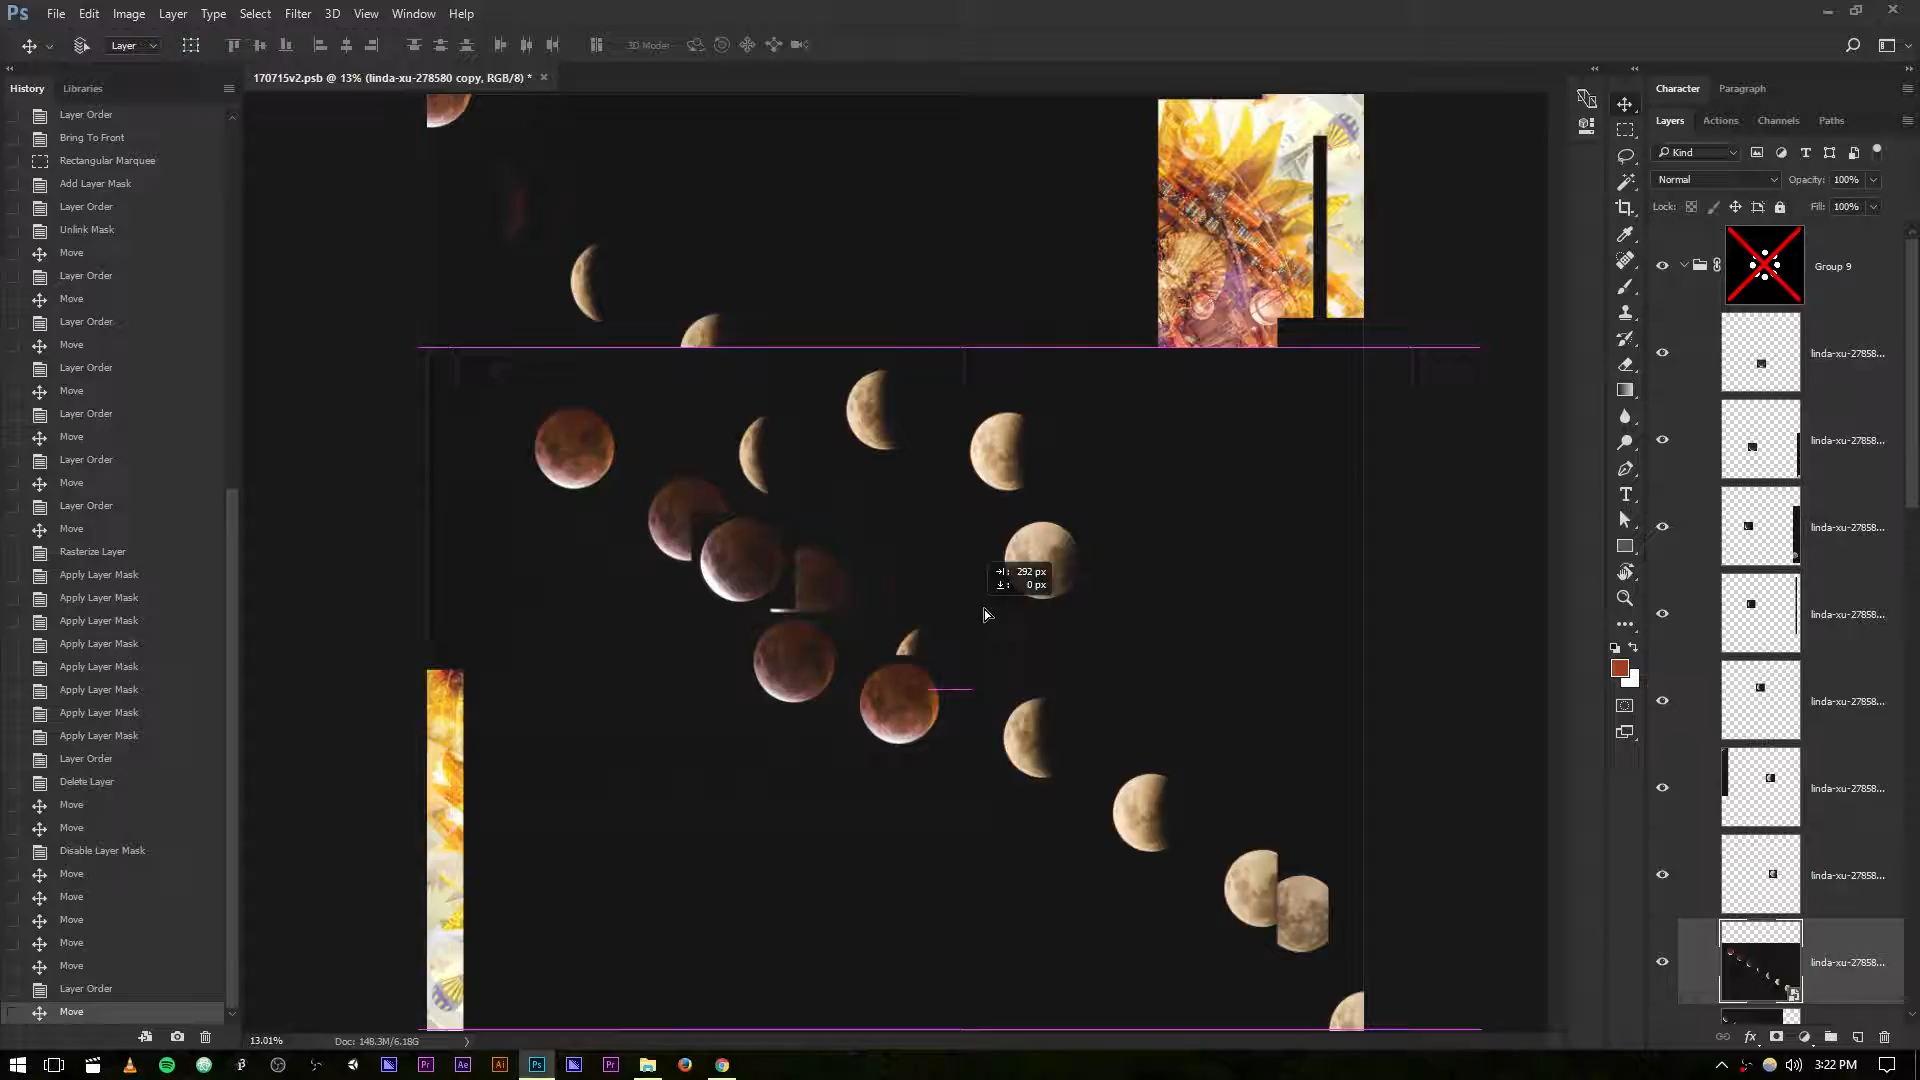 Ps File Edit Image Layer Type Select Filter 3D View Window Help
Layer 3D Mode:
170715v2.psb @ 13% (linda-xu-278580 copy, RGB/8) *
History Libraries
Layer Order
Bring To Front
Rectangular Marquee
Add Layer Mask
Layer Order
Unlink Mask
Move
Layer Order
Move
Layer Order
Move
Layer Order
Move
Layer Order
Move
Layer Order
Move
Layer Order
Move
Rasterize Layer
Apply Layer Mask
Apply Layer Mask
Apply Layer Mask
Apply Layer Mask
Apply Layer Mask
Apply Layer Mask
Apply Layer Mask
Apply Layer Mask
Layer Order
Delete Layer
Move
Move
Disable Layer Mask
Move
Move
Move
Move
Move
Layer Order
Move
292 px
0 px
13.01% Doc: 148.3M/6.18G
Character Paragraph
Layers Actions Channels Paths
Kind
Normal Opacity: 100%
Lock: Fill: 100%
Group 9
linda-xu-27858...
linda-xu-27858...
linda-xu-27858...
linda-xu-27858...
linda-xu-27858...
linda-xu-27858...
linda-xu-27858...
linda-xu-27858...
fx
Pr Ae Ai Ps Pr
3:22 PM